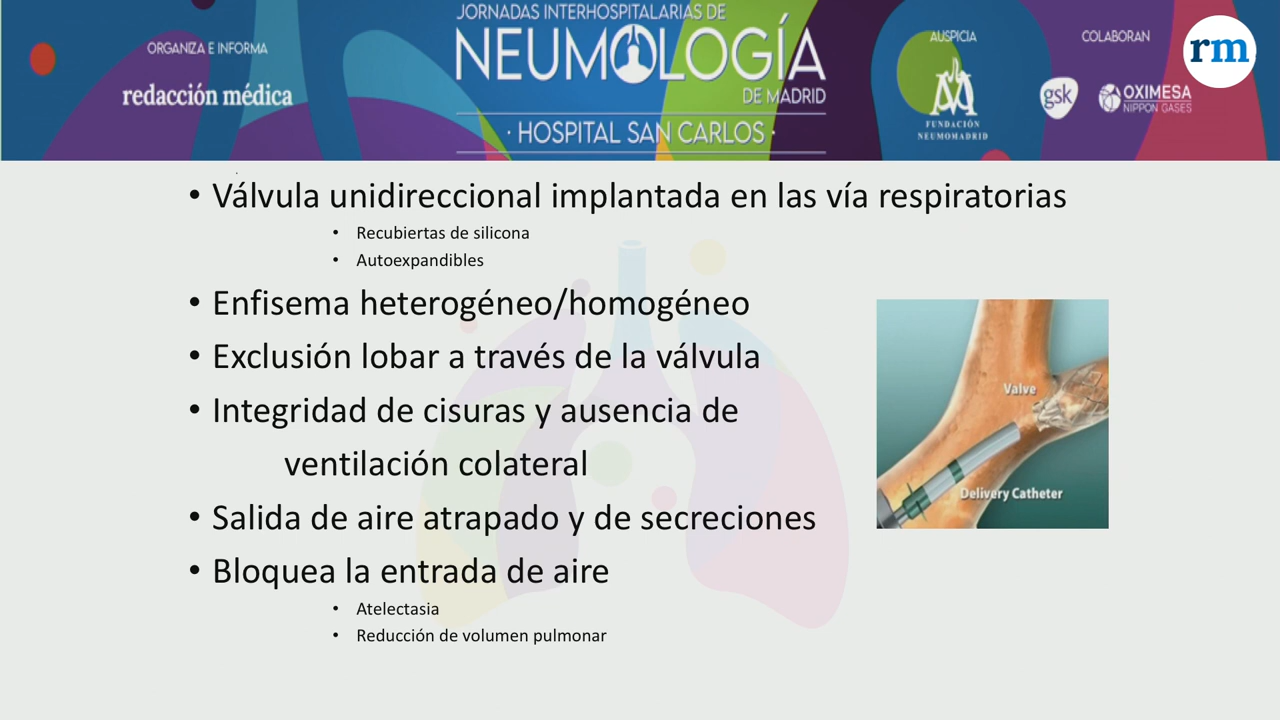 JORNADAS INTERHOSPITALARIAS DE
NEUMOLOGÍA
DE MADRID
· HOSPITAL SAN CARLOS ·
ORGANIZA E INFORMA
redacción médica
AUSPICIA
FUNDACIÓN
NEUMOMADRID
COLABORAN
gsk
OXIMESA
NIPPON GASES
rm
• Válvula unidireccional implantada en las vía respiratorias
• Recubiertas de silicona
• Autoexpandibles
• Enfisema heterogéneo/homogéneo
• Exclusión lobar a través de la válvula
• Integridad de cisuras y ausencia de
ventilación colateral
• Salida de aire atrapado y de secreciones
• Bloquea la entrada de aire
• Atelectasia
• Reducción de volumen pulmonar
Valve
Delivery Catheter